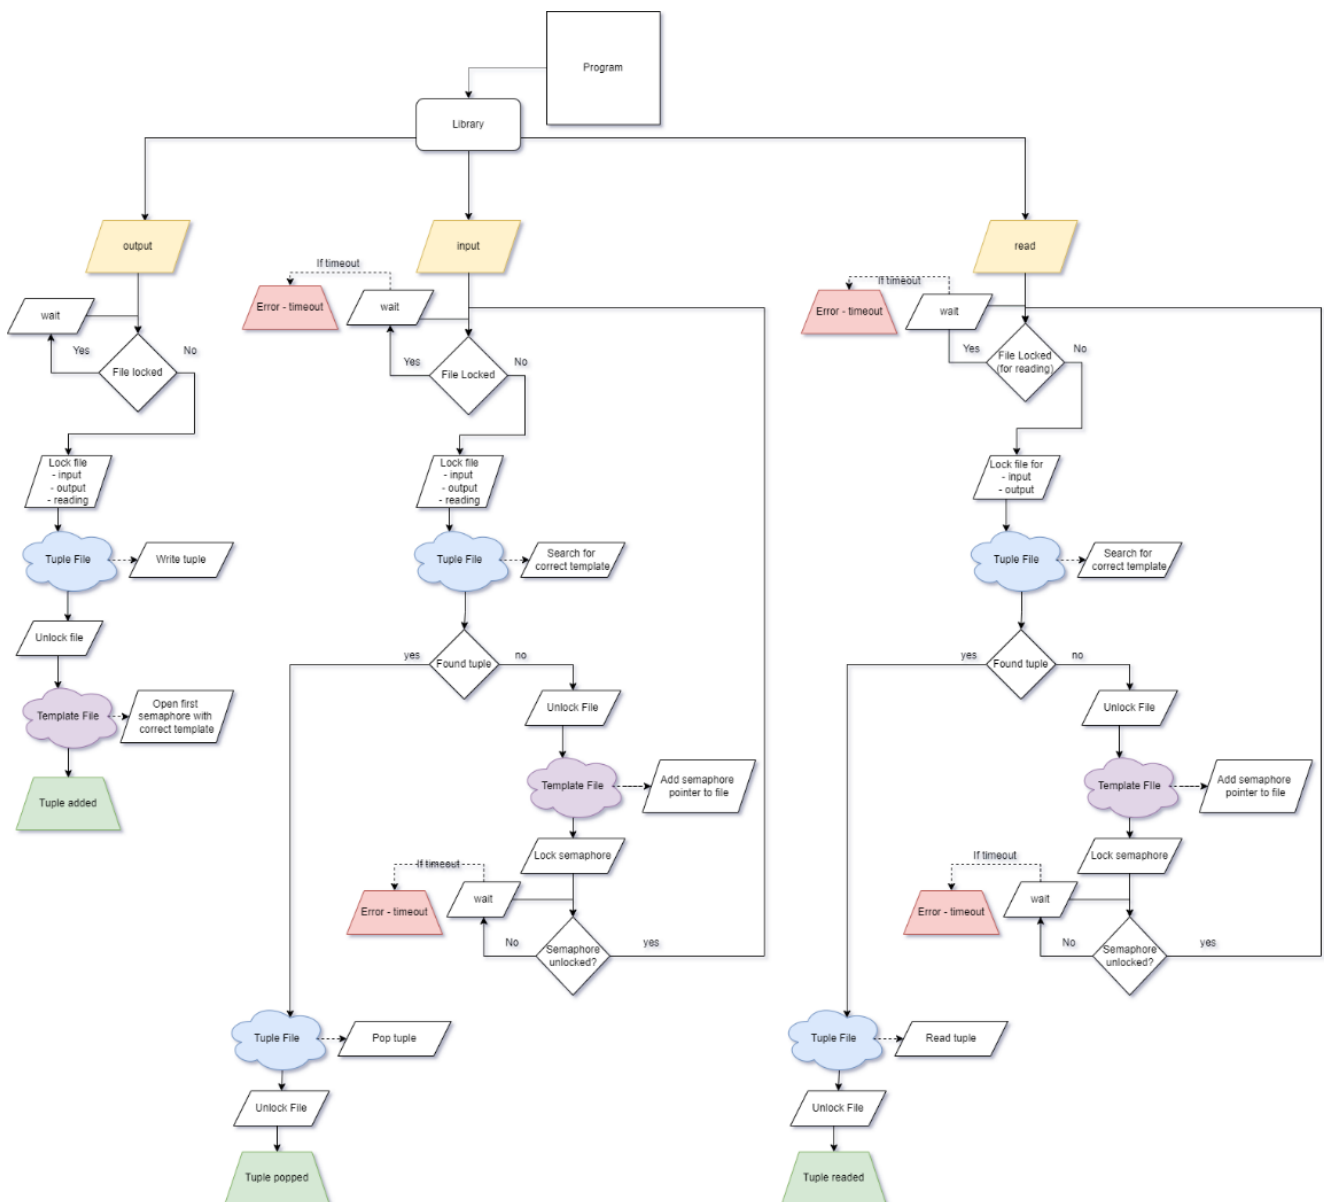 Program
Library
output
input
read
If timeout
If timeout
wait
Error - timeout
wait
Error - timeout
wait
Yes
No
File locked
Yes
No
File Locked
Yes
No
File Locked
(for reading)
Lock file
- input
- output
- reading
Lock file
- input
- output
- reading
Lock file for
- input
- output
Tuple File
Write tuple
Tuple File
Search for
correct template
Tuple File
Search for
correct template
Unlock file
yes
Found tuple
no
yes
Found tuple
no
Template File
Open first
semaphore with
correct template
Unlock File
Unlock File
Tuple added
Template File
Add semaphore
pointer to file
Template File
Add semaphore
pointer to file
Lock semaphore
Lock semaphore
If timeout
If timeout
Error - timeout
wait
Error - timeout
wait
No
Semaphore
unlocked?
yes
No
Semaphore
unlocked?
yes
Tuple File
Pop tuple
Tuple File
Read tuple
Unlock File
Unlock File
Tuple popped
Tuple readed